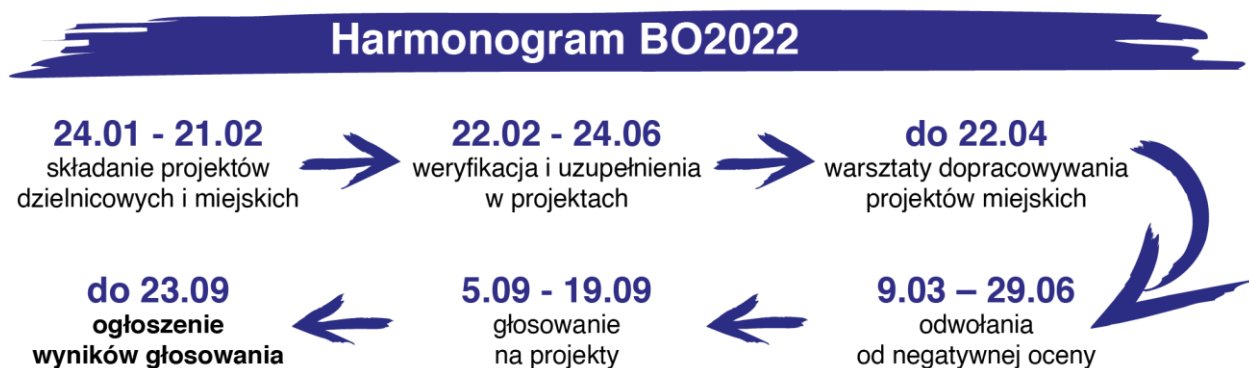 Harmonogram BO2022
24.01 - 21.02
składanie projektów
dzielnicowych i miejskich
22.02 - 24.06
weryfikacja i uzupełnienia
w projektach
do 22.04
warsztaty dopracowywania
projektów miejskich
9.03 – 29.06
odwołania
od negatywnej oceny
5.09 - 19.09
głosowanie
na projekty
do 23.09
ogłoszenie
wyników głosowania